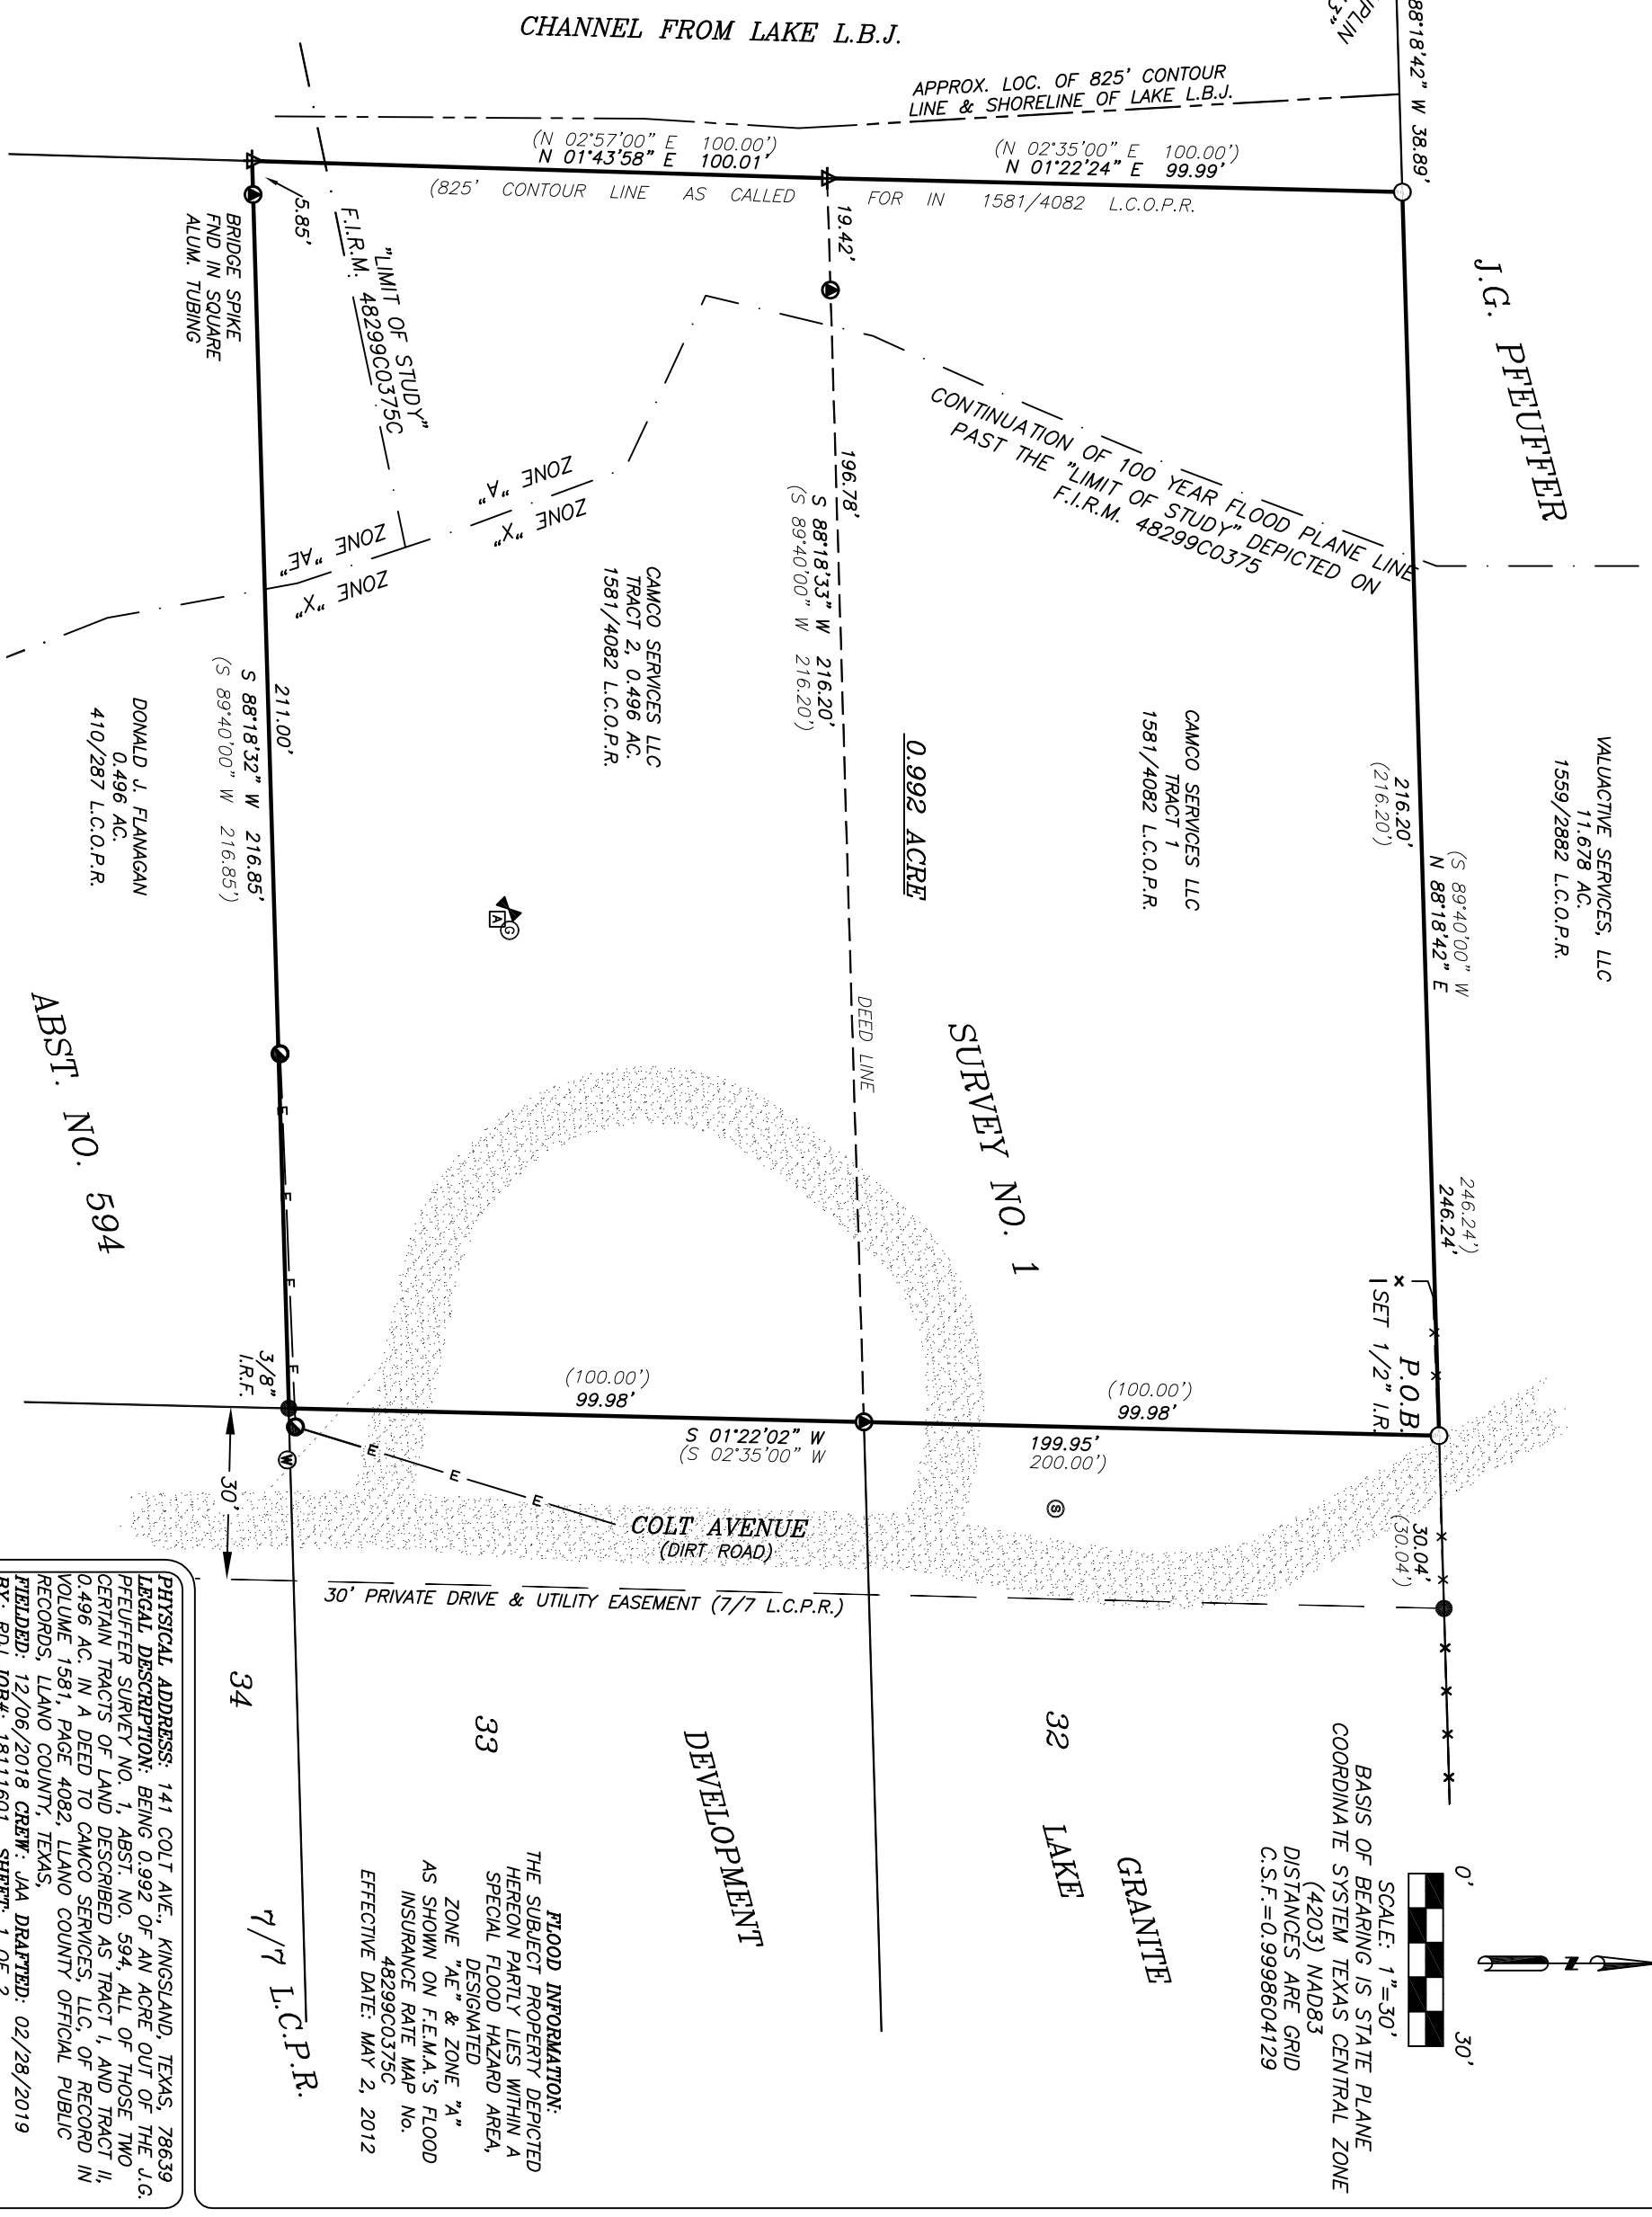 CHANNEL FROM LAKE L.B.J.
APPROX. LOC. OF 825' CONTOUR
LINE & SHORELINE OF LAKE L.B.J.
(N 02°57'00" E 100.00')
N 01°43'58" E 100.01'
(N 02°35'00" E 100.00')
N 01°22'24" E 99.99'
(825' CONTOUR LINE AS CALLED FOR IN 1581/4082 L.C.O.P.R.
88°18'42" W 38.89'
J.G. PFEUFFER
VALUACTIVE SERVICES, LLC
11.678 AC.
1559/2882 L.C.O.P.R.
(S 89°40'00" W
N 88°18'42" E
216.20'
(216.20')
246.24')
246.24'
P.O.B.
SET 1/2" I.R.
30.04'
(30.04')
19.42'
196.78'
S 88°18'33" W 216.20'
(S 89°40'00" W 216.20')
DEED LINE
CONTINUATION OF 100 YEAR FLOOD PLANE LINE
PAST THE "LIMIT OF STUDY" DEPICTED ON
F.I.R.M. 48299C0375
CAMCO SERVICES LLC
TRACT 1
1581/4082 L.C.O.P.R.
0.992 ACRE
SURVEY NO. 1
CAMCO SERVICES LLC
TRACT 2, 0.496 AC.
1581/4082 L.C.O.P.R.
"LIMIT OF STUDY"
F.I.R.M. 48299C0375C
ZONE "A"
ZONE "X"
ZONE "AE"
ZONE "X"
5.85'
BRIDGE SPIKE
FND IN SQUARE
ALUM. TUBING
211.00'
S 88°18'32" W 216.85'
(S 89°40'00" W 216.85')
DONALD J. FLANAGAN
0.496 AC.
410/287 L.C.O.P.R.
ABST. NO. 594
A
G
E
E
E
E
3/8"
I.R.F.
W
S
E
E
E
(100.00')
99.98'
(100.00')
99.98'
S 01°22'02" W
(S 02°35'00" W
199.95'
200.00')
30'
COLT AVENUE
(DIRT ROAD)
30' PRIVATE DRIVE & UTILITY EASEMENT (7/7 L.C.P.R.)
34
33
32
GRANITE
LAKE
DEVELOPMENT
7/7 L.C.P.R.
0'
30'
SCALE: 1"=30'
BASIS OF BEARING IS STATE PLANE
COORDINATE SYSTEM TEXAS CENTRAL ZONE
(4203) NAD83
DISTANCES ARE GRID
C.S.F.=0.9998604129
N
FLOOD INFORMATION:
THE SUBJECT PROPERTY DEPICTED
HEREON PARTLY LIES WITHIN A
SPECIAL FLOOD HAZARD AREA,
DESIGNATED
ZONE "AE" & ZONE "A"
AS SHOWN ON F.E.M.A.'S FLOOD
INSURANCE RATE MAP No.
48299C0375C
EFFECTIVE DATE: MAY 2, 2012
PHYSICAL ADDRESS: 141 COLT AVE., KINGSLAND, TEXAS, 78639
LEGAL DESCRIPTION: BEING 0.992 OF AN ACRE OUT OF THE J.G.
PFEUFFER SURVEY NO. 1, ABST. NO. 594, ALL OF THOSE TWO
CERTAIN TRACTS OF LAND DESCRIBED AS TRACT I, AND TRACT II,
0.496 AC. IN A DEED TO CAMCO SERVICES, LLC, OF RECORD IN
VOLUME 1581, PAGE 4082, LLANO COUNTY OFFICIAL PUBLIC
RECORDS, LLANO COUNTY, TEXAS,
FIELDED: 12/06/2018 CREW: JAA DRAFTED: 02/28/2019
BY: RDJ JOB#: 18111601 SHEET: 1 OF 2